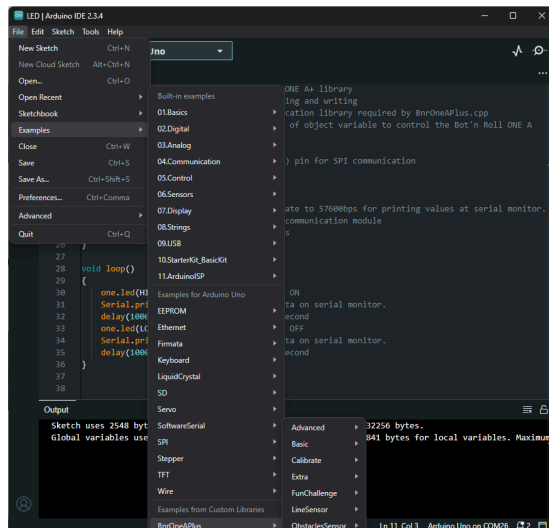 LED | Arduino IDE 2.3.4
File Edit Sketch Tools Help
New Sketch Ctrl+N
New Cloud Sketch Alt+Ctrl+N
Open... Ctrl+O
Open Recent
Sketchbook
Examples
Close Ctrl+W
Save Ctrl+S
Save As... Ctrl+Shift+S
Preferences... Ctrl+Comma
Advanced
Quit Ctrl+Q
Uno
Built-in examples
01.Basics
02.Digital
03.Analog
04.Communication
05.Control
06.Sensors
07.Display
08.Strings
09.USB
10.StarterKit_BasicKit
11.ArduinoISP
Examples for Arduino Uno
EEPROM
Ethernet
Firmata
Keyboard
LiquidCrystal
SD
Servo
SoftwareSerial
SPI
Stepper
TFT
Wire
Examples from Custom Libraries
BnrOneAPlus
Advanced
Basic
Calibrate
Extra
FunChallenge
LineSensor
ObstaclesSensor
ONE A+ library
ing and writing
cation library required by BnrOneAPlus.cpp
of object variable to control the Bot'n Roll ONE A
) pin for SPI communication
ate to 57600bps for printing values at serial monitor.
communication module
s
26 }
27
28 void loop()
29 {
30 one.led(HI ON
31 Serial.pri ta on serial monitor.
32 delay(1000 econd
33 one.led(LO OFF
34 Serial.pri ta on serial monitor.
35 delay(1000 econd
36 }
37
38
Output
Sketch uses 2548 byt 32256 bytes.
Global variables use 841 bytes for local variables. Maximum
Ln 11, Col 3 Arduino Uno on COM26 2